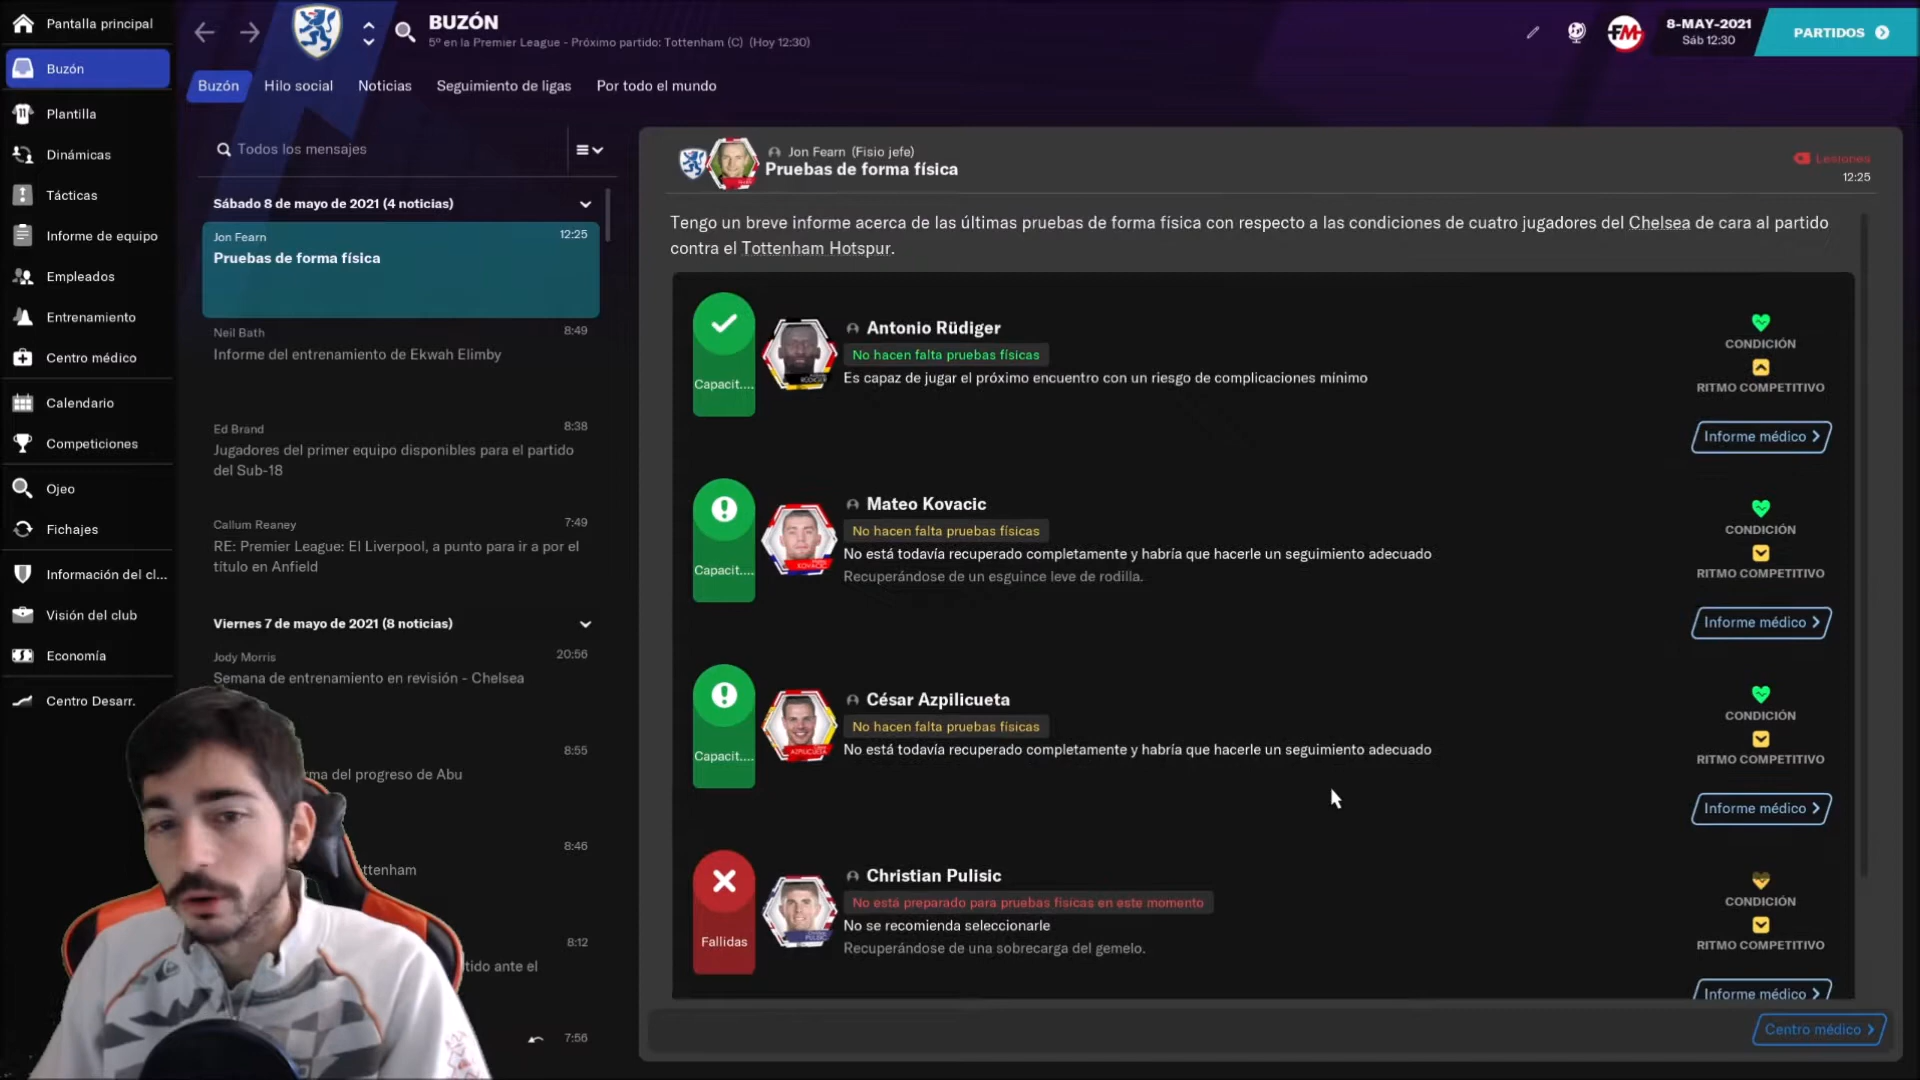 Pantalla principal
Buzón
Plantilla
Dinámicas
Tácticas
Informe de equipo
Empleados
Entrenamiento
Centro médico
Calendario
Competiciones
Ojeo
Fichajes
Información del cl...
Visión del club
Economía
Centro Desarr.
BUZÓN
5º en la Premier League - Próximo partido: Tottenham (C) (Hoy 12:30)
FM
8-MAY-2021
Sáb 12:30
PARTIDOS
Buzón
Hilo social
Noticias
Seguimiento de ligas
Por todo el mundo
Todos los mensajes
Sábado 8 de mayo de 2021 (4 noticias)
Jon Fearn 12:25
Pruebas de forma física
Neil Bath 8:49
Informe del entrenamiento de Ekwah Elimby
Ed Brand 8:38
Jugadores del primer equipo disponibles para el partido
del Sub-18
Callum Reaney 7:49
RE: Premier League: El Liverpool, a punto para ir a por el
título en Anfield
Viernes 7 de mayo de 2021 (8 noticias)
Jody Morris 20:56
Semana de entrenamiento en revisión - Chelsea
8:55
rma del progreso de Abu
8:46
ttenham
8:12
tido ante el
7:56
Jon Fearn (Fisio jefe)
Pruebas de forma física
Lesiones
12:25
Tengo un breve informe acerca de las últimas pruebas de forma física con respecto a las condiciones de cuatro jugadores del Chelsea de cara al partido
contra el Tottenham Hotspur.
Capacit....
Antonio Rüdiger
No hacen falta pruebas físicas
Es capaz de jugar el próximo encuentro con un riesgo de complicaciones mínimo
CONDICIÓN
RITMO COMPETITIVO
Informe médico
Capacit....
Mateo Kovacic
No hacen falta pruebas físicas
No está todavía recuperado completamente y habría que hacerle un seguimiento adecuado
Recuperándose de un esguince leve de rodilla.
CONDICIÓN
RITMO COMPETITIVO
Informe médico
Capacit....
César Azpilicueta
No hacen falta pruebas físicas
No está todavía recuperado completamente y habría que hacerle un seguimiento adecuado
CONDICIÓN
RITMO COMPETITIVO
Informe médico
Fallidas
Christian Pulisic
No está preparado para pruebas físicas en este momento
No se recomienda seleccionarle
Recuperándose de una sobrecarga del gemelo.
CONDICIÓN
RITMO COMPETITIVO
Informe médico
Centro médico